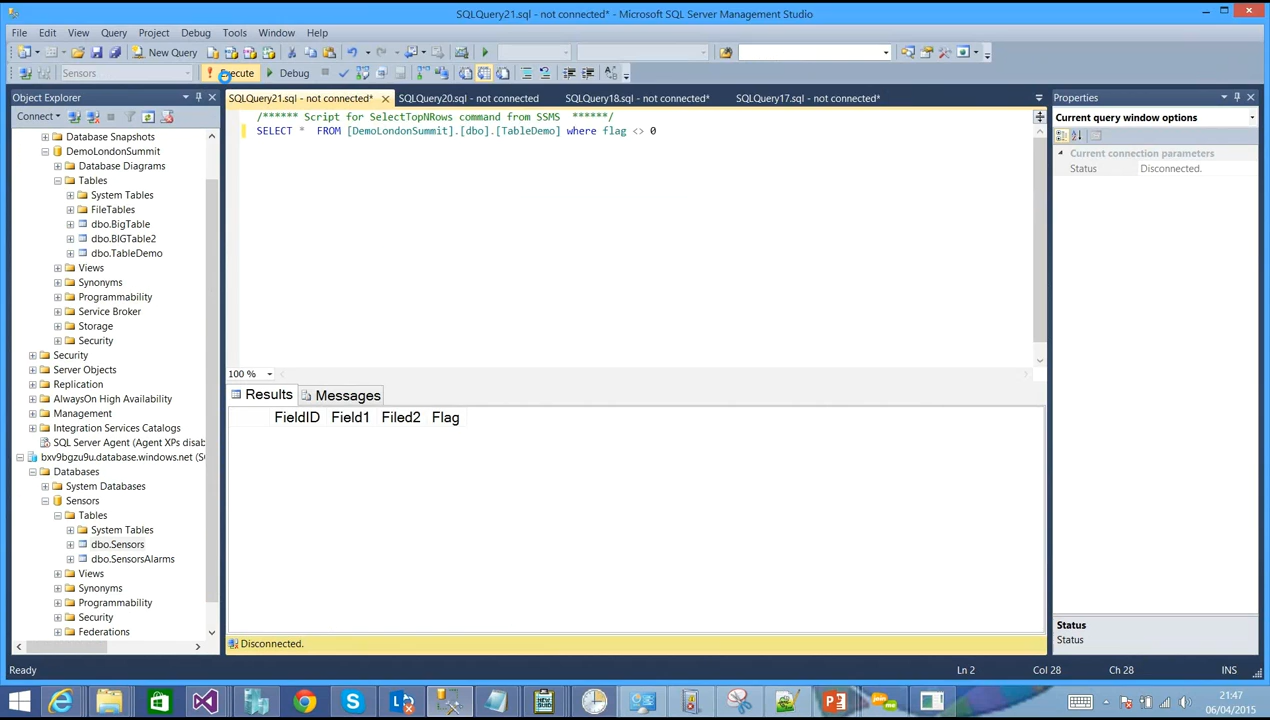 SQLQuery21.sql - not connected* - Microsoft SQL Server Management Studio
File Edit View Query Project Debug Tools Window Help
New Query
Sensors
Execute Debug
Object Explorer
Connect
Database Snapshots
DemoLondonSummit
Database Diagrams
Tables
System Tables
FileTables
dbo.BigTable
dbo.BIGTable2
dbo.TableDemo
Views
Synonyms
Programmability
Service Broker
Storage
Security
Security
Server Objects
Replication
AlwaysOn High Availability
Management
Integration Services Catalogs
SQL Server Agent (Agent XPs disab
bxv9bgzu9u.database.windows.net (S
Databases
System Databases
Sensors
Tables
System Tables
dbo.Sensors
dbo.SensorsAlarms
Views
Synonyms
Programmability
Security
Federations
SQLQuery21.sql - not connected* SQLQuery20.sql - not connected SQLQuery18.sql - not connected* SQLQuery17.sql - not connected*
/****** Script for SelectTopNRows command from SSMS ******/
SELECT * FROM [DemoLondonSummit].[dbo].[TableDemo] where flag <> 0
100 %
Results Messages
FieldID Field1 Filed2 Flag
Disconnected.
Properties
Current query window options
Current connection parameters
Status Disconnected.
Status
Status
Ready Ln 2 Col 28 Ch 28 INS
21:47
06/04/2015